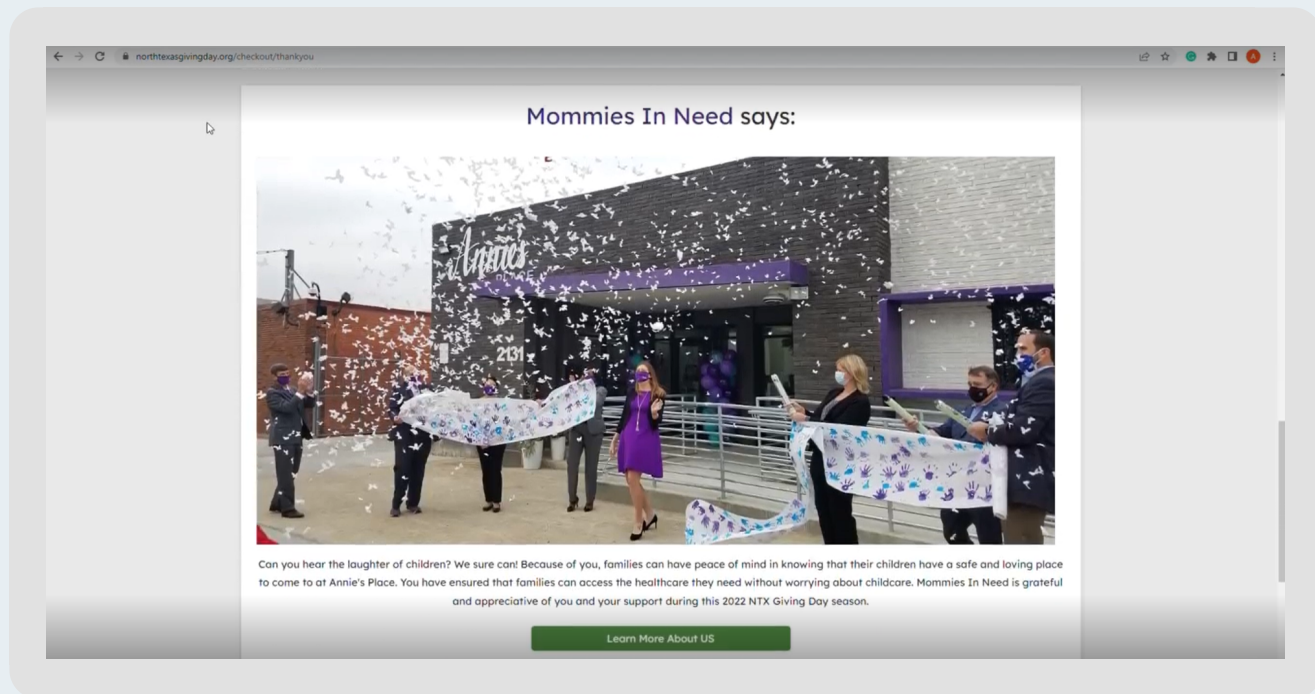 northtexasgivingday.org/checkout/thankyou
A
Mommies In Need says:
Annie's
PLACE
2131
Can you hear the laughter of children? We sure can! Because of you, families can have peace of mind in knowing that their children have a safe and loving place
to come to at Annie's Place. You have ensured that families can access the healthcare they need without worrying about childcare. Mommies In Need is grateful
and appreciative of you and your support during this 2022 NTX Giving Day season.
Learn More About US